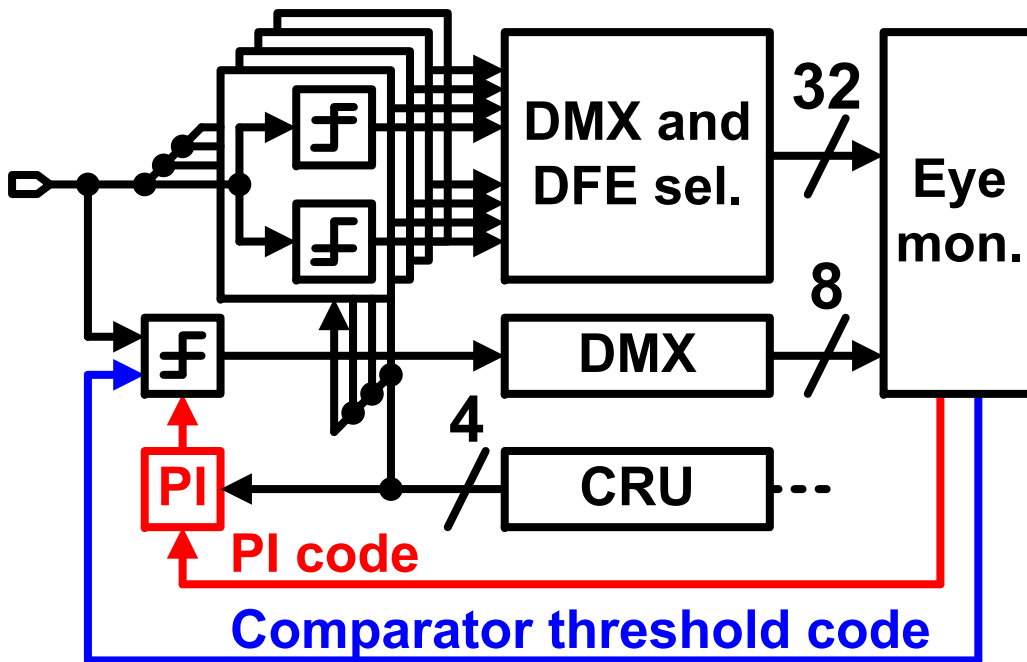 DMX and
DFE sel.
32
Eye
mon.
8
DMX
4
CRU
PI
PI code
Comparator threshold code